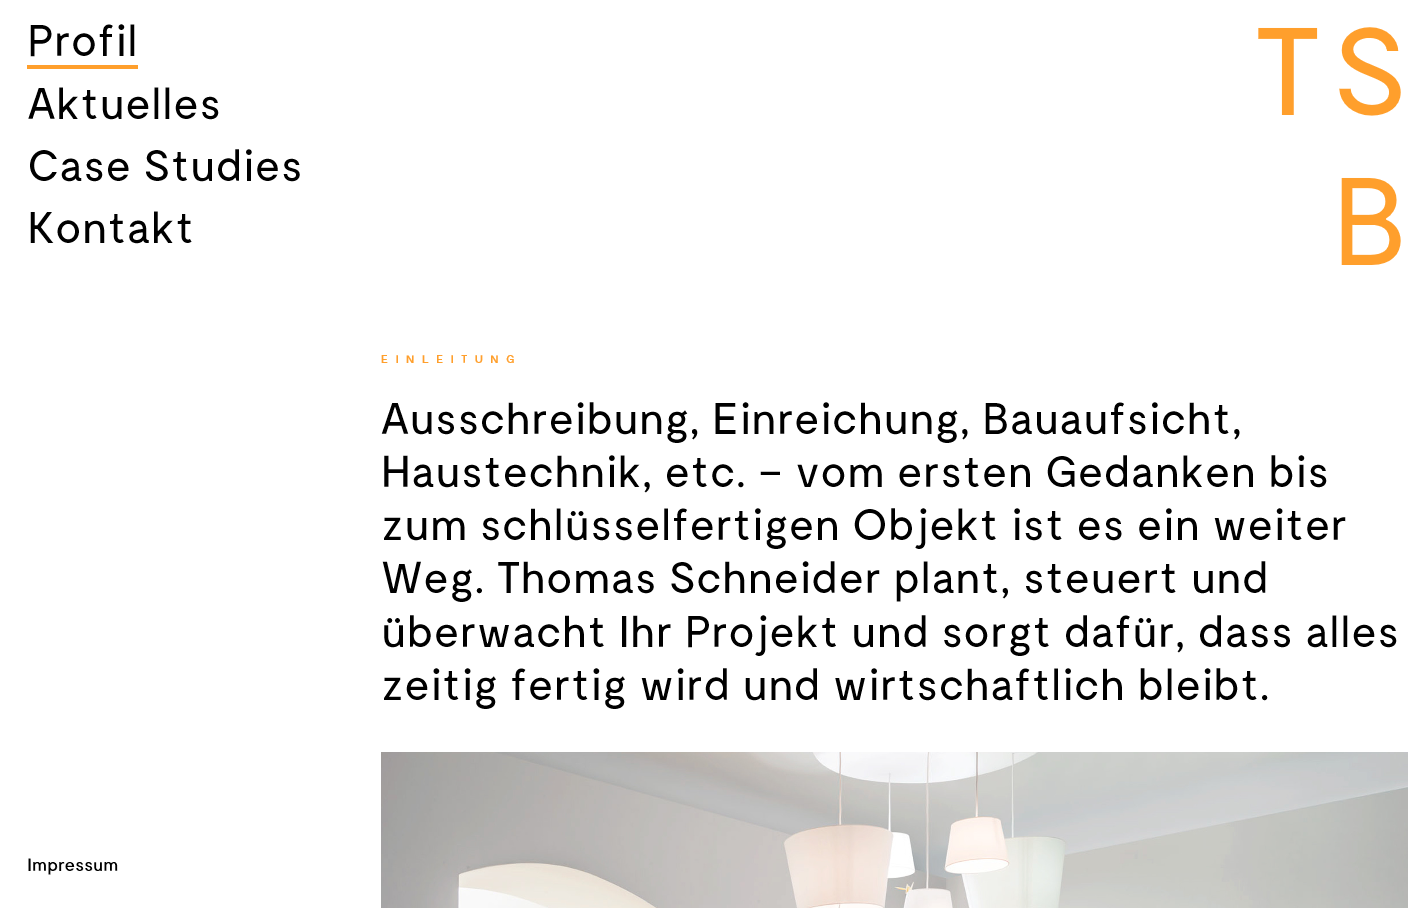 Profil
Aktuelles
Case Studies
Kontakt
T S
B
EINLEITUNG
Ausschreibung, Einreichung, Bauaufsicht,
Haustechnik, etc. – vom ersten Gedanken bis
zum schlüsselfertigen Objekt ist es ein weiter
Weg. Thomas Schneider plant, steuert und
überwacht Ihr Projekt und sorgt dafür, dass alles
zeitig fertig wird und wirtschaftlich bleibt.
Impressum